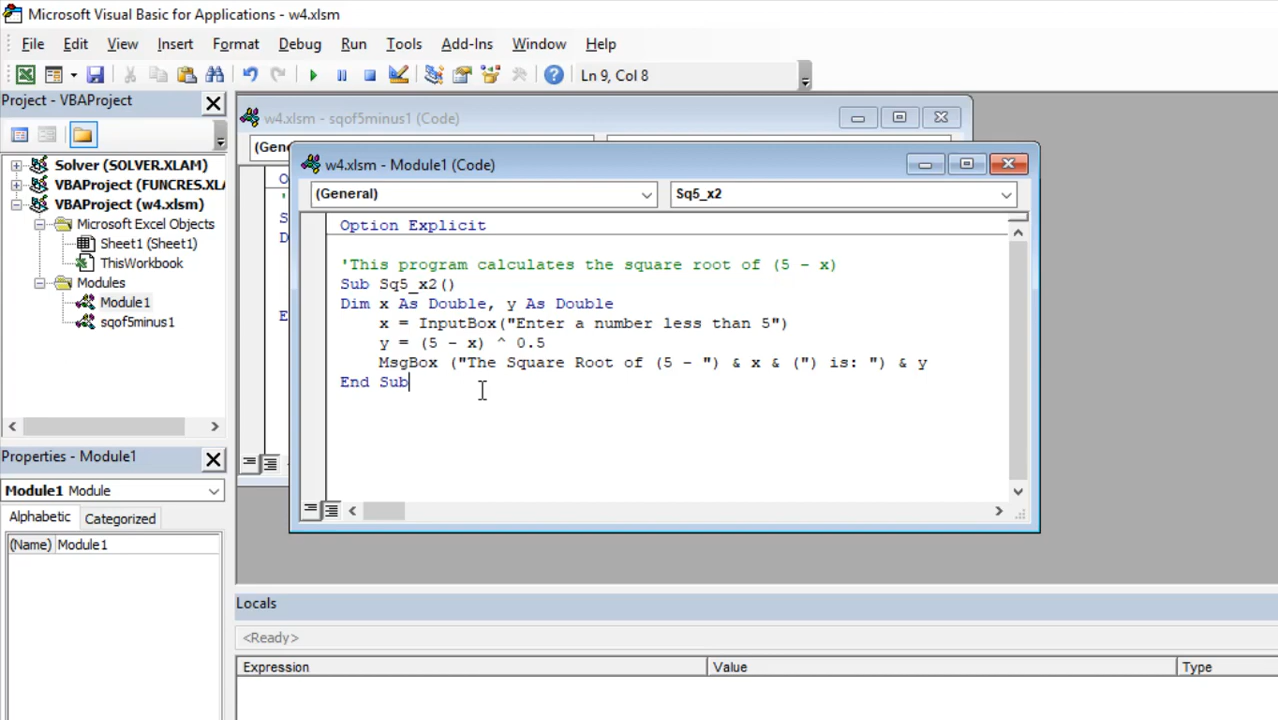 Microsoft Visual Basic for Applications - w4.xlsm
File Edit View Insert Format Debug Run Tools Add-Ins Window Help
Ln 9, Col 8
Project - VBAProject
Solver (SOLVER.XLAM)
VBAProject (FUNCRES.XLA
VBAProject (w4.xlsm)
Microsoft Excel Objects
Sheet1 (Sheet1)
ThisWorkbook
Modules
Module1
sqof5minus1
Properties - Module1
Module1 Module
Alphabetic Categorized
(Name) Module1
w4.xlsm - sqof5minus1 (Code)
(Gene
O
'
S
D
E
w4.xlsm - Module1 (Code)
(General) Sq5_x2
Option Explicit
'This program calculates the square root of (5 - x)
Sub Sq5_x2()
Dim x As Double, y As Double
x = InputBox("Enter a number less than 5")
y = (5 - x) ^ 0.5
MsgBox ("The Square Root of (5 - ") & x & (") is: ") & y
End Sub
Locals
<Ready>
Expression Value Type